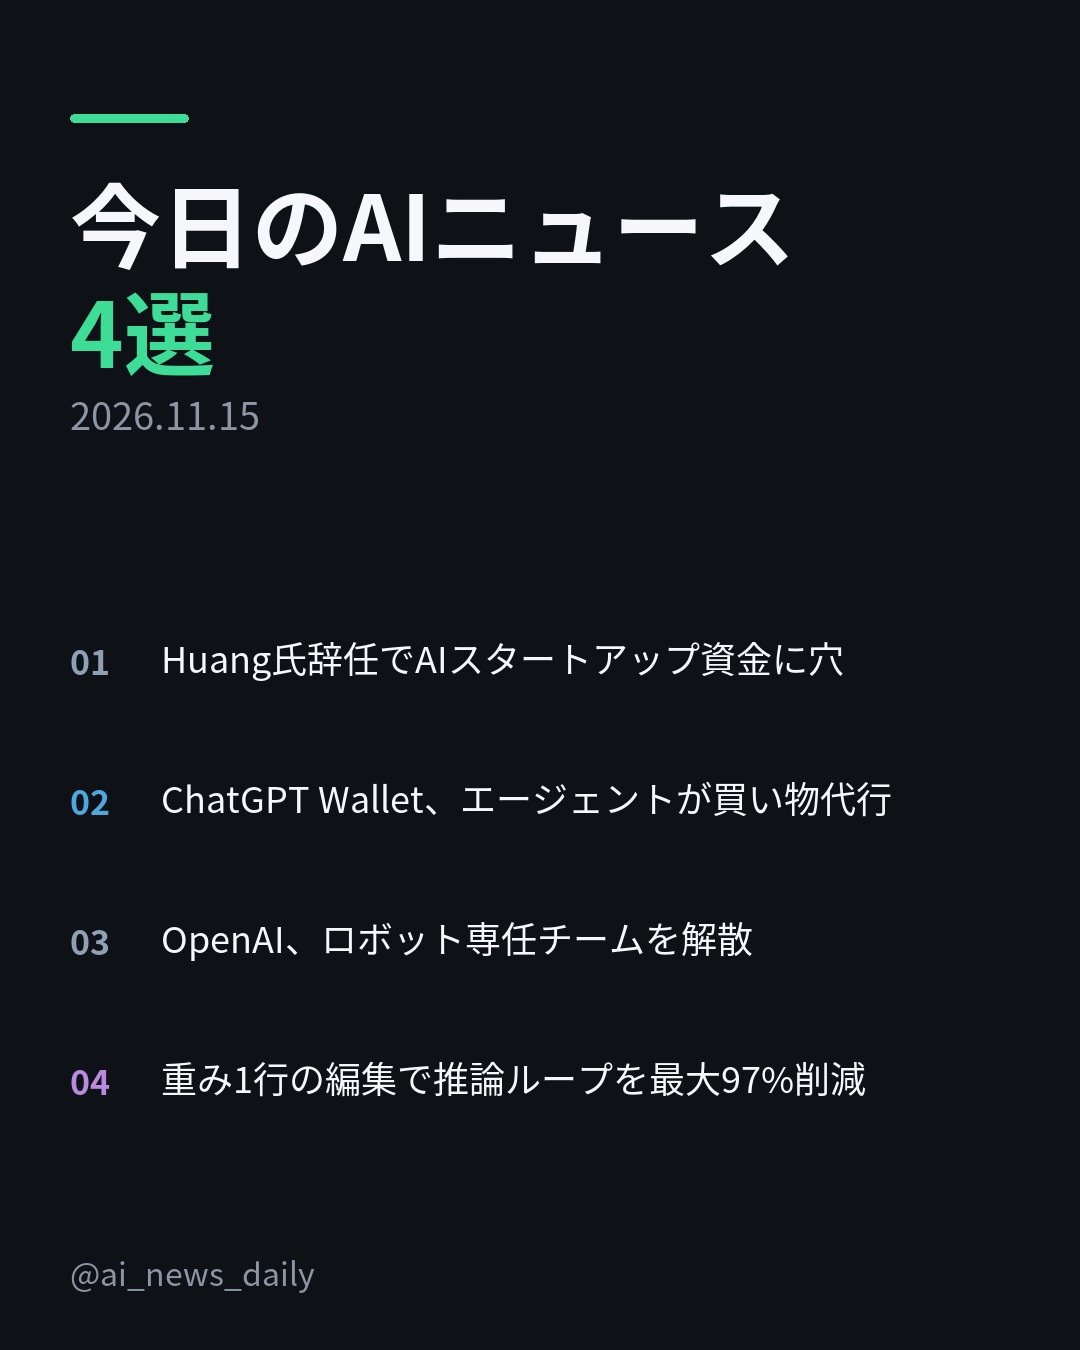 今日のAIニュース
4選
2026.11.15
01 Huang氏辞任でAIスタートアップ資金に穴
02 ChatGPT Wallet、エージェントが買い物代行
03 OpenAI、ロボット専任チームを解散
04 重み1行の編集で推論ループを最大97%削減
@ai_news_daily